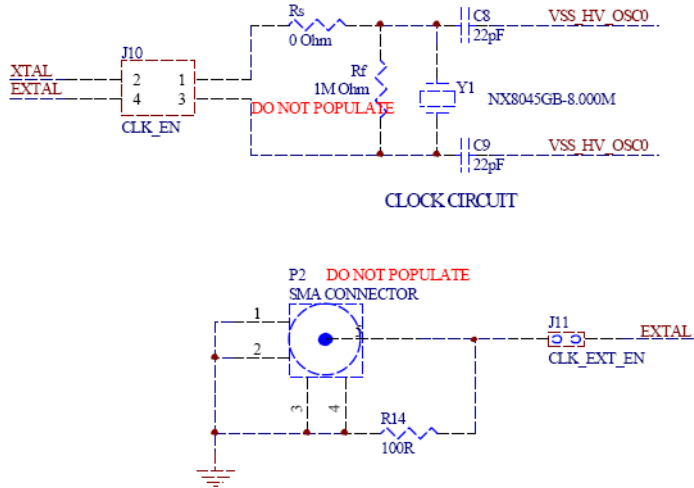 Rs
0 Ohm
C8
22pF
VSS_HV_OSC0
J10
XTAL
EXTAL
2 1
4 3
CLK_EN
Rf
1M Ohm
DO NOT POPULATE
Y1
NX8045GB-8.000M
C9
22pF
VSS_HV_OSC0
CLOCK CIRCUIT
P2 DO NOT POPULATE
SMA CONNECTOR
1
2
5
3
4
J11
EXTAL
CLK_EXT_EN
R14
100R